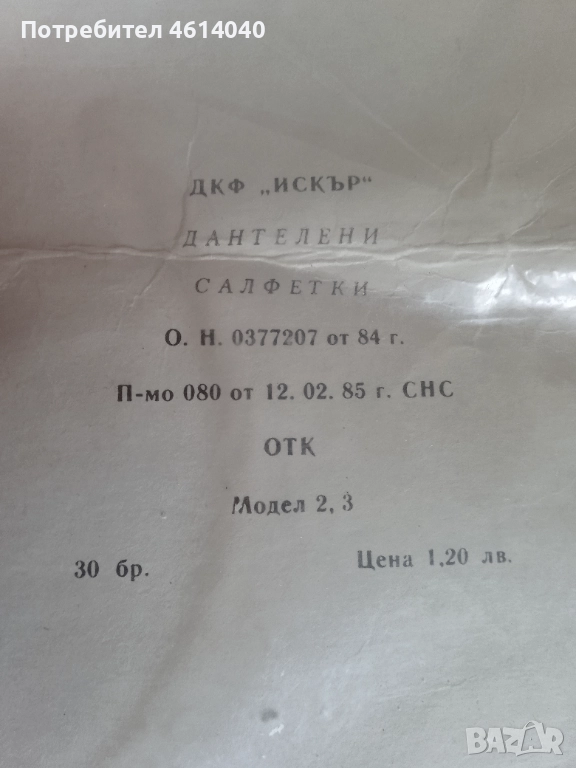 Потребител 4614040
ДКФ „ИСКЪР“
ДАНТЕЛЕНИ
САЛФЕТКИ
О. Н. 0377207 от 84 г.
П-мо 080 от 12. 02. 85 г. СНС
ОТК
Модел 2, 3
30 бр. Цена 1,20 лв.
BAZAR